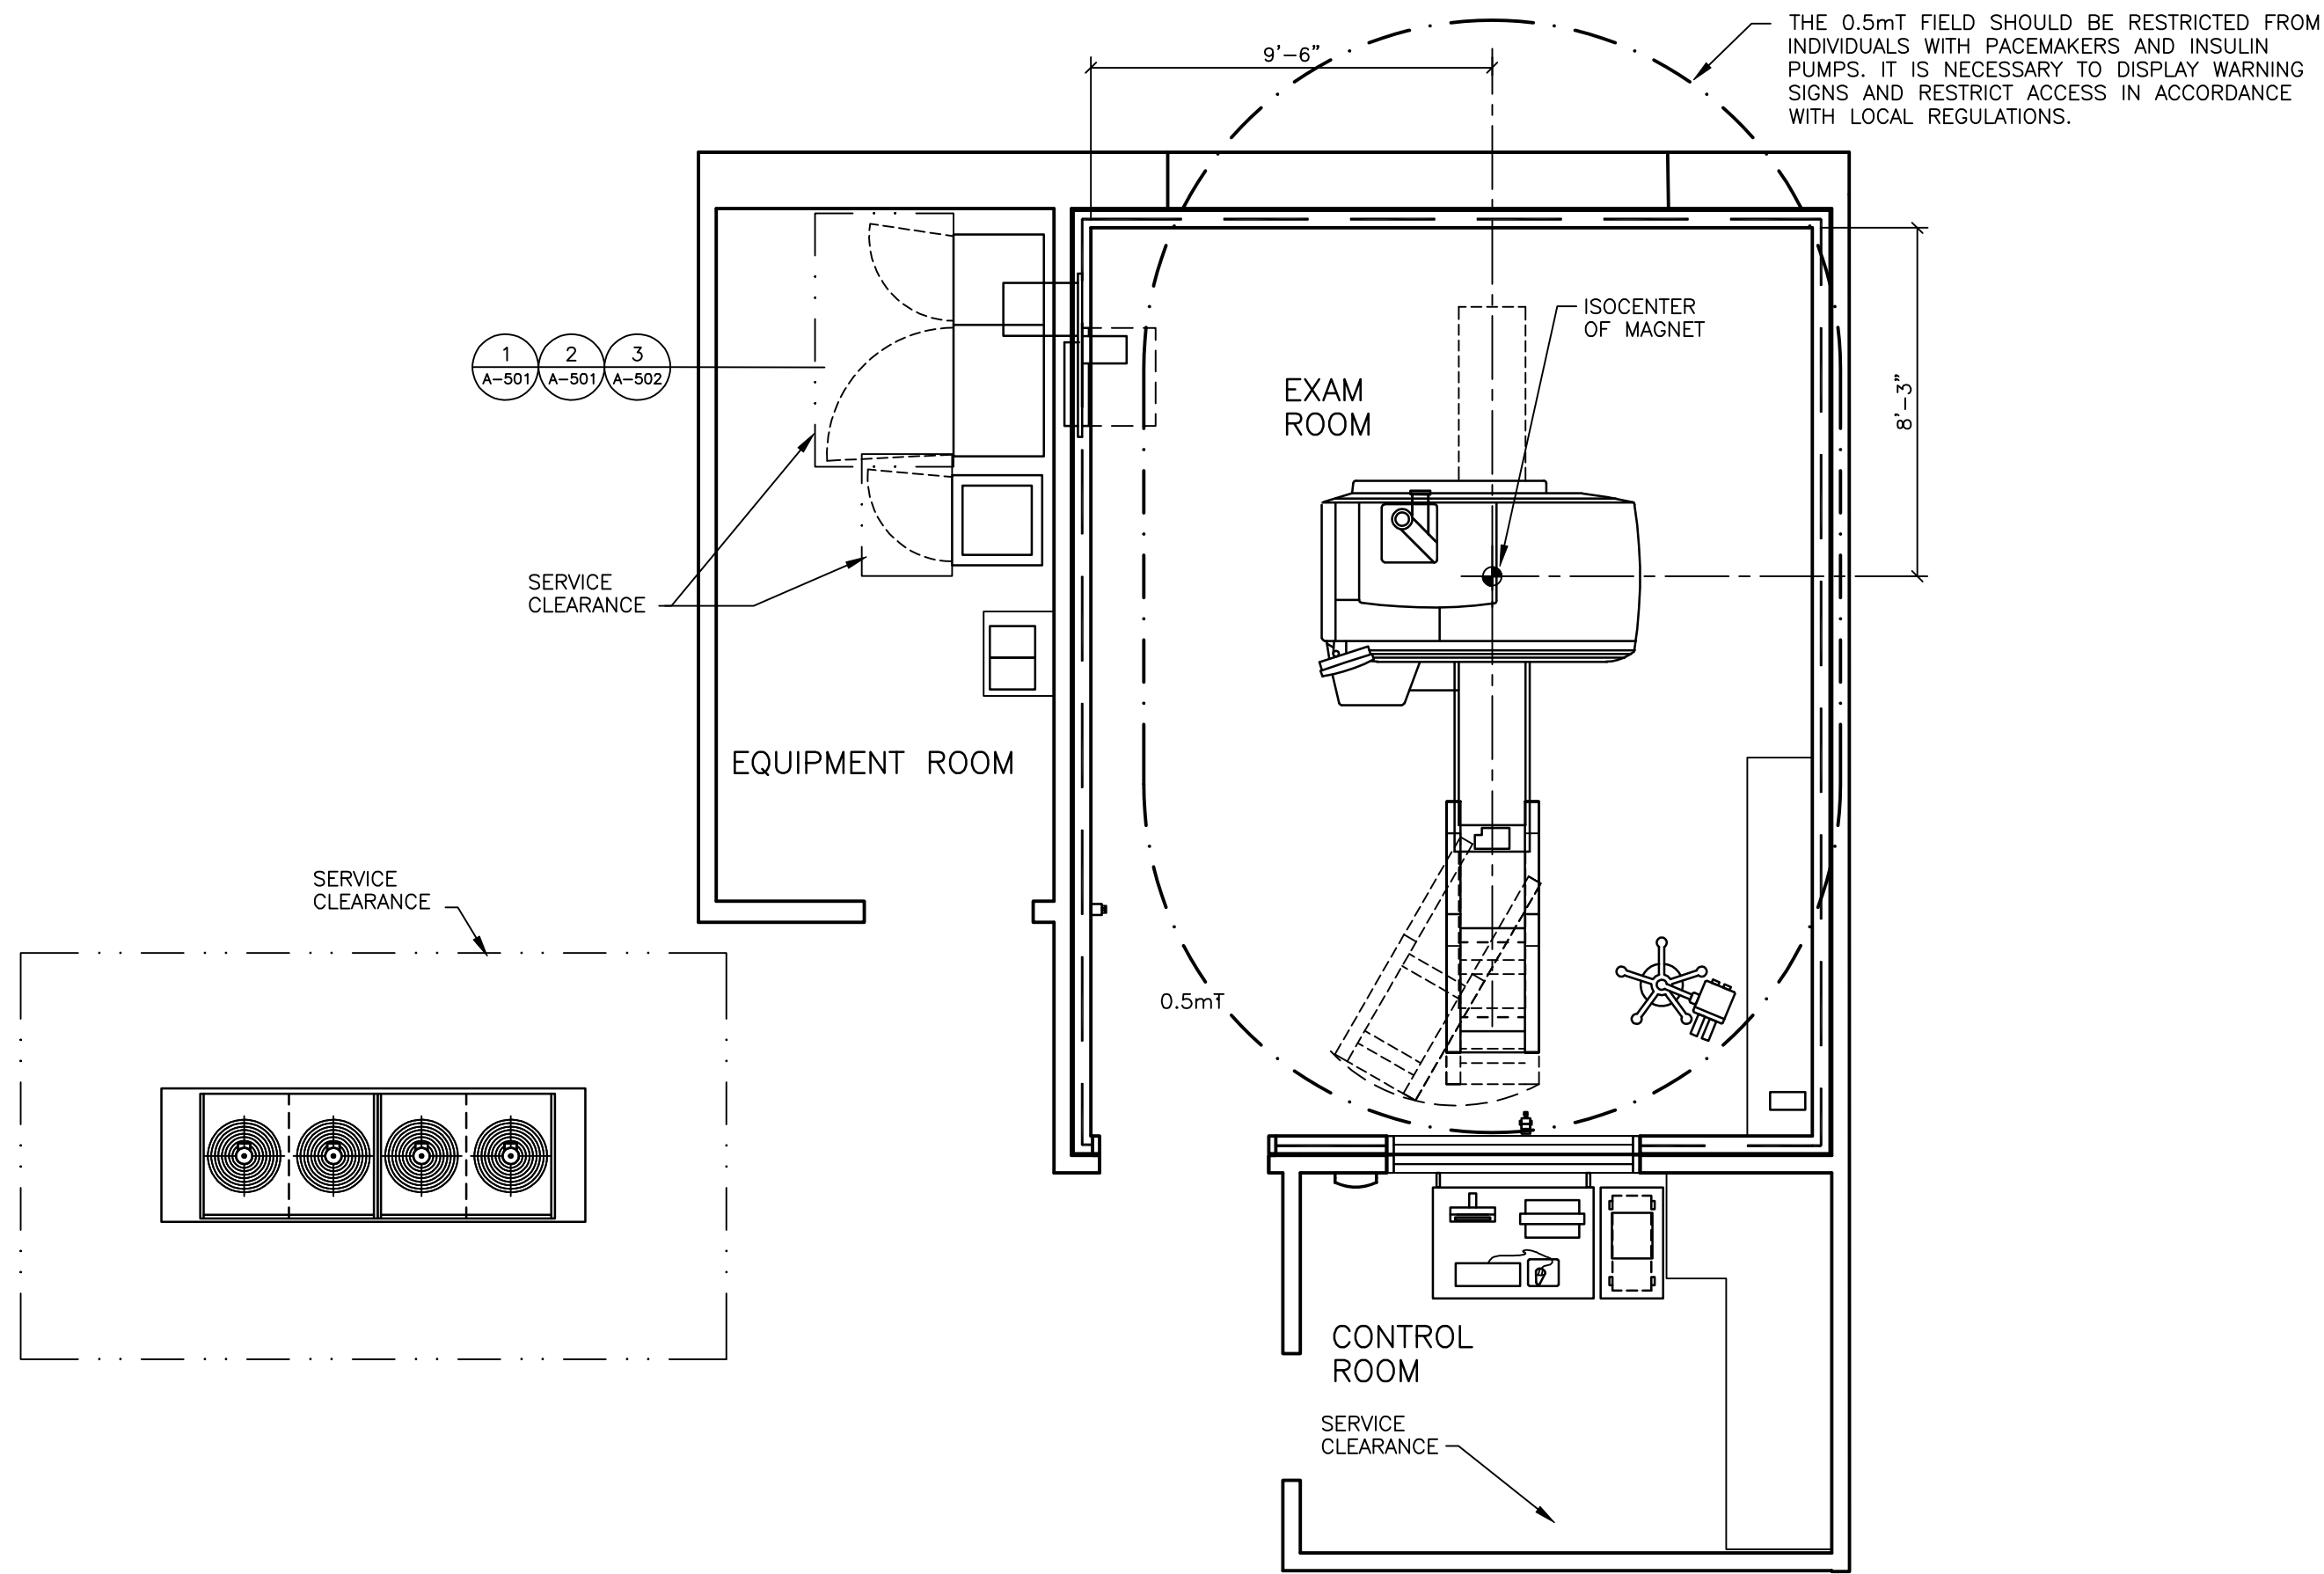 THE 0.5mT FIELD SHOULD BE RESTRICTED FROM
INDIVIDUALS WITH PACEMAKERS AND INSULIN
PUMPS. IT IS NECESSARY TO DISPLAY WARNING
SIGNS AND RESTRICT ACCESS IN ACCORDANCE
WITH LOCAL REGULATIONS.
9'-6"
ISOCENTER
OF MAGNET
8'-3"
EXAM
ROOM
1 2 3
A-501 A-501 A-502
SERVICE
CLEARANCE
EQUIPMENT ROOM
SERVICE
CLEARANCE
0.5mT
CONTROL
ROOM
SERVICE
CLEARANCE